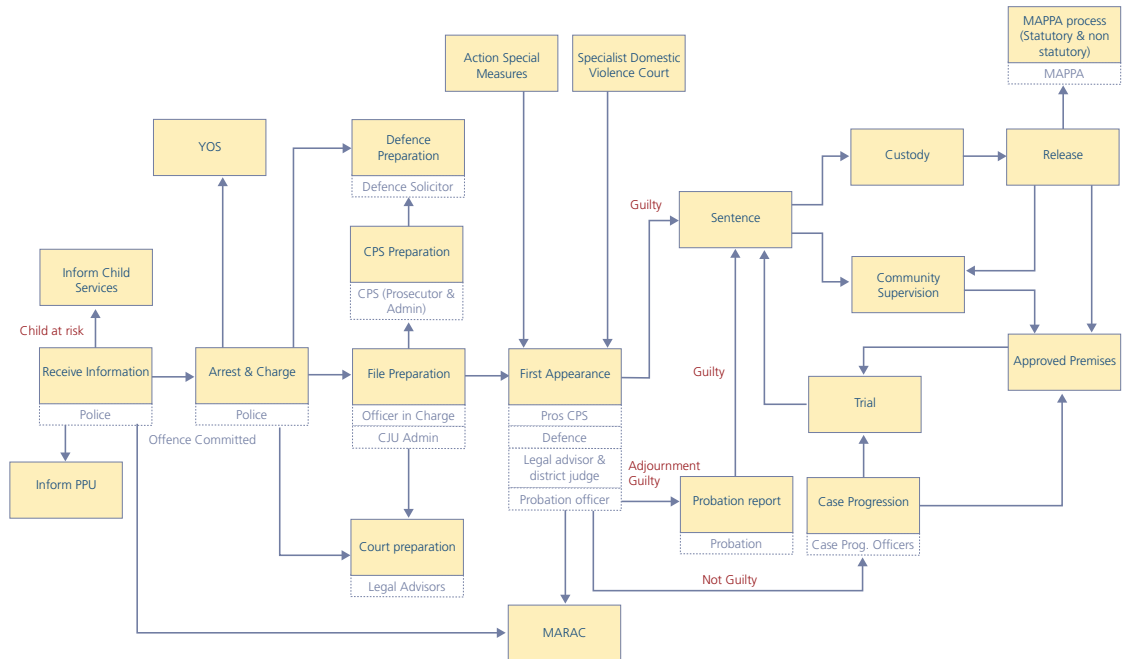 MAPPA process
(Statutory & non
statutory)
MAPPA
Action Special
Measures
Specialist Domestic
Violence Court
YOS
Defence
Preparation
Defence Solicitor
Custody
Release
Guilty
Sentence
CPS Preparation
CPS (Prosecutor &
Admin)
Inform Child
Services
Community
Supervision
Child at risk
Receive Information
Police
Arrest & Charge
Police
Offence Committed
File Preparation
Officer in Charge
CJU Admin
First Appearance
Pros CPS
Defence
Legal advisor &
district judge
Probation officer
Guilty
Approved Premises
Trial
Adjournment
Guilty
Inform PPU
Probation report
Probation
Case Progression
Case Prog. Officers
Court preparation
Legal Advisors
Not Guilty
MARAC